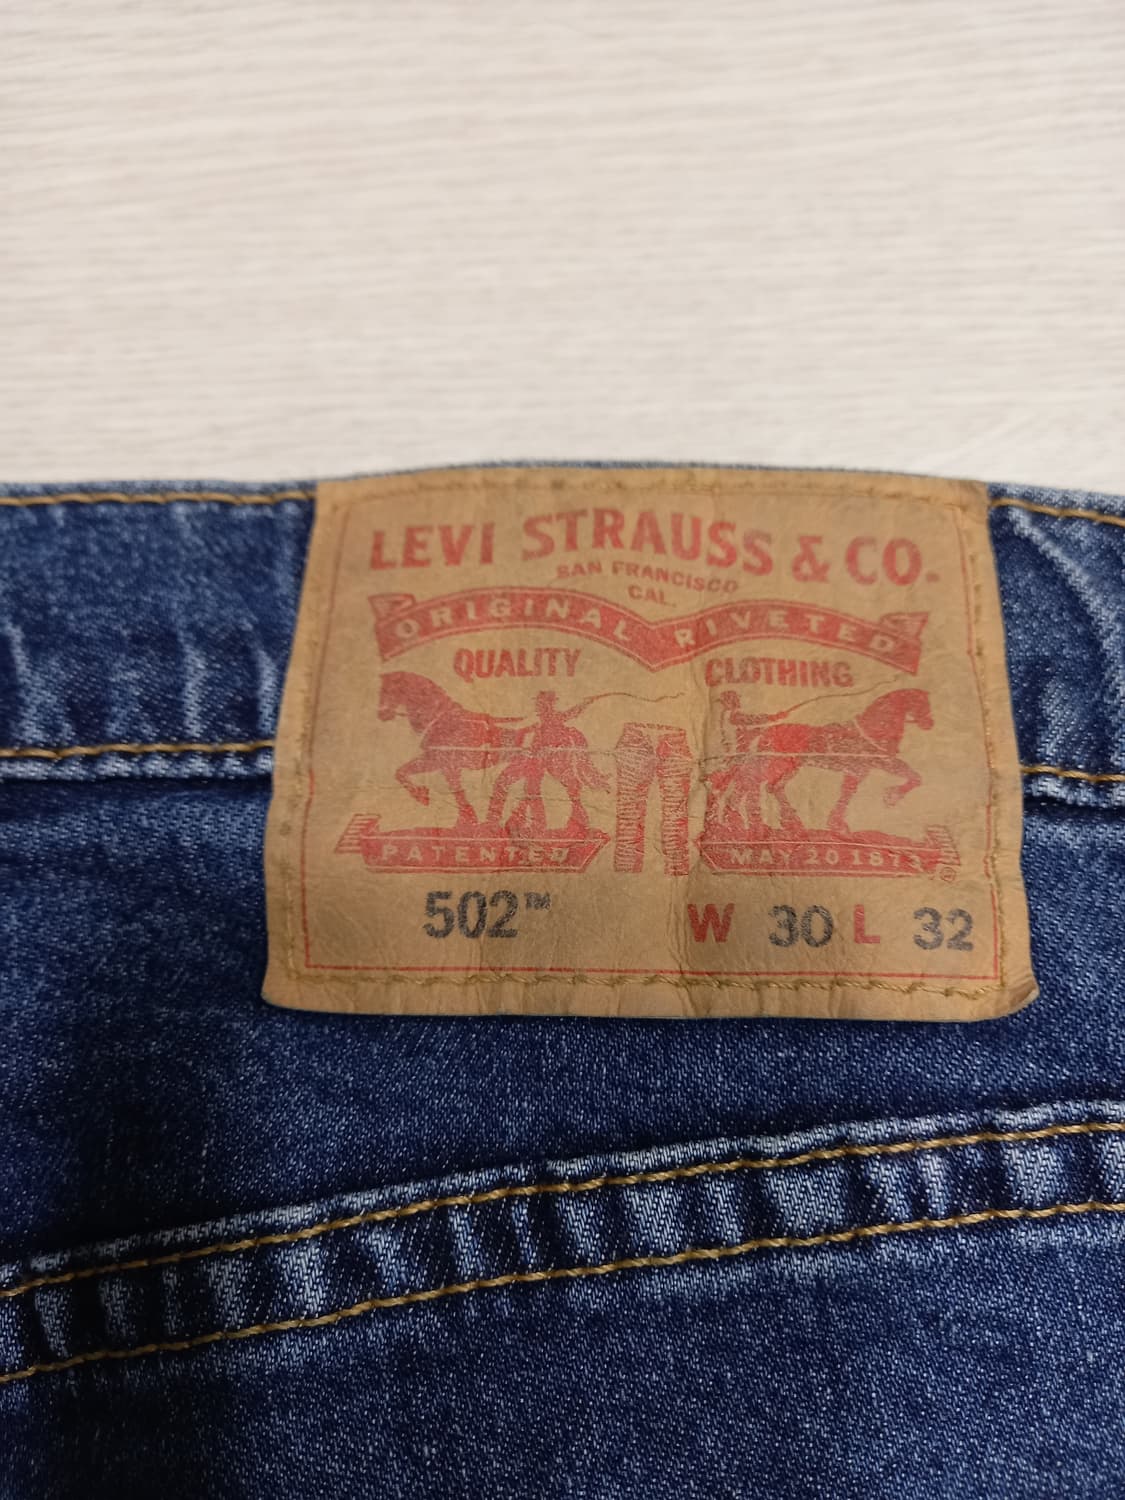 LEVI STRAUSS & CO.
SAN FRANCISCO
CAL.
ORIGINAL RIVETED
QUALITY CLOTHING
PATENTED MAY 20 1873
502™ W 30 L 32